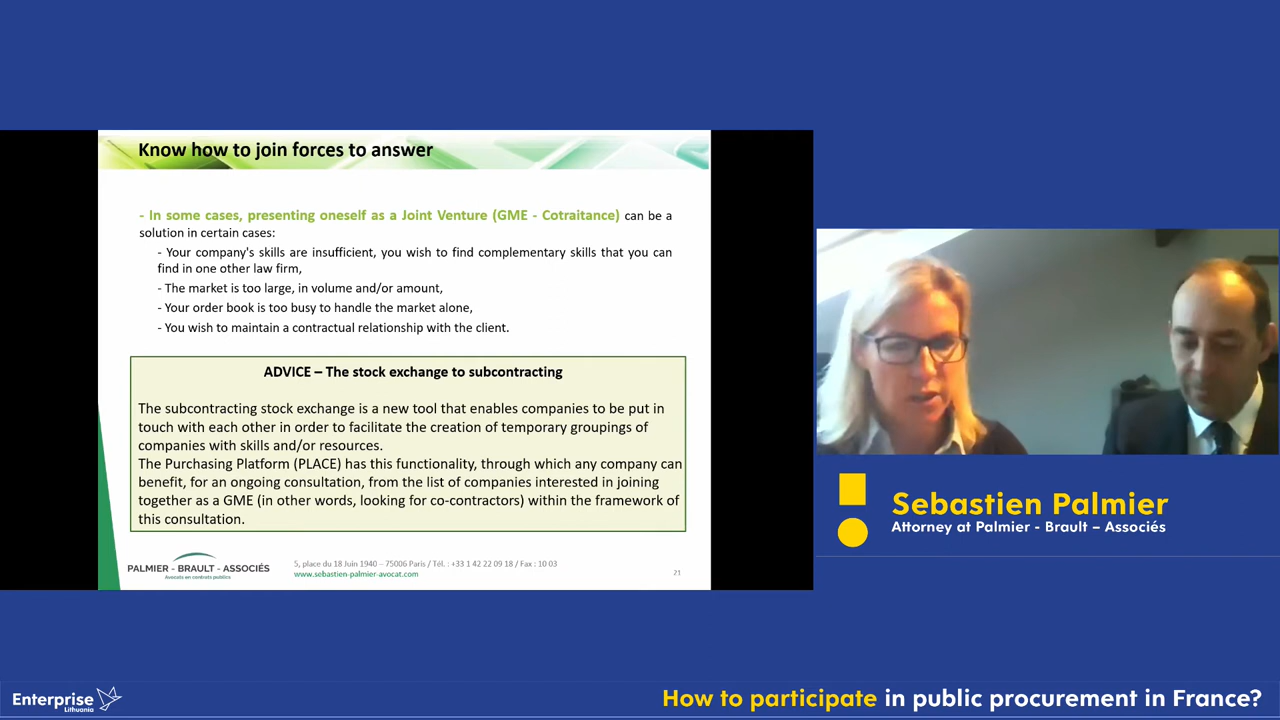 Know how to join forces to answer
- In some cases, presenting oneself as a Joint Venture (GME - Cotraitance) can be a
solution in certain cases:
- Your company's skills are insufficient, you wish to find complementary skills that you can
find in one other law firm,
- The market is too large, in volume and/or amount,
- Your order book is too busy to handle the market alone,
- You wish to maintain a contractual relationship with the client.
ADVICE – The stock exchange to subcontracting
The subcontracting stock exchange is a new tool that enables companies to be put in
touch with each other in order to facilitate the creation of temporary groupings of
companies with skills and/or resources.
The Purchasing Platform (PLACE) has this functionality, through which any company can
benefit, for an ongoing consultation, from the list of companies interested in joining
together as a GME (in other words, looking for co-contractors) within the framework of
this consultation.
PALMIER - BRAULT - ASSOCIÉS
Avocats en contrats publics
5, place du 18 Juin 1940 – 75006 Paris / Tél. : +33 1 42 22 09 18 / Fax : 10 03
www.sebastien-palmier-avocat.com
21
Sebastien Palmier
Attorney at Palmier - Brault – Associés
Enterprise
Lithuania
How to participate in public procurement in France?